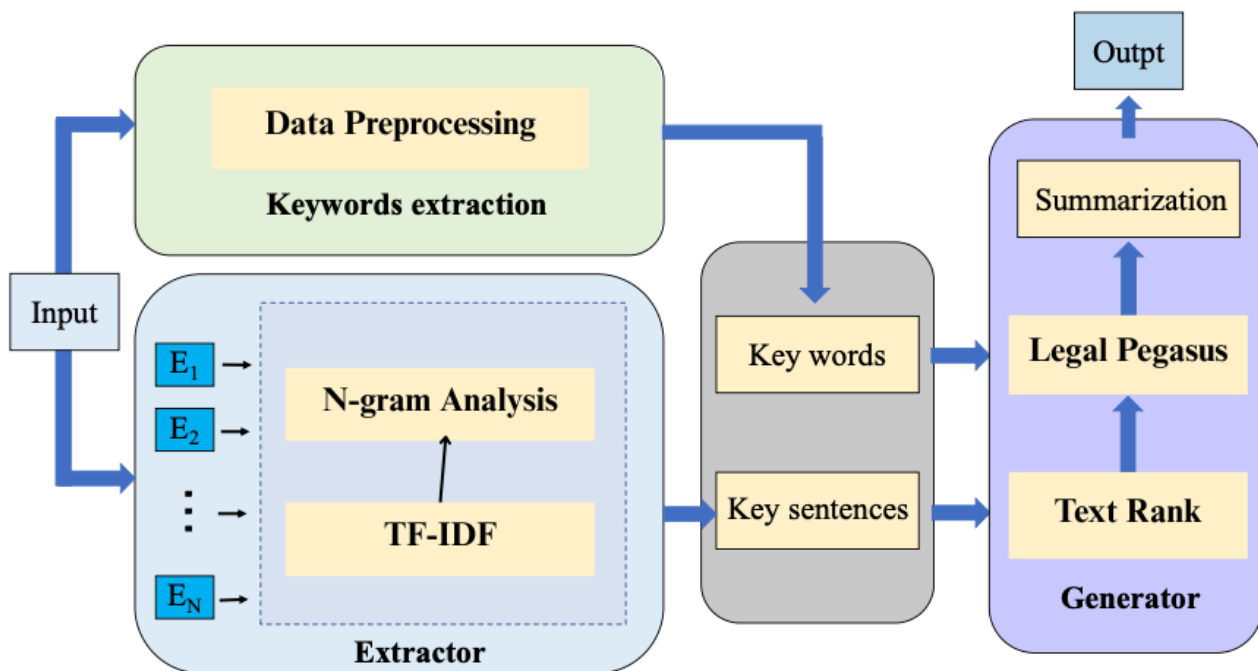 Outpt
Data Preprocessing
Keywords extraction
Summarization
Input
E1
E2
⋮
EN
N-gram Analysis
TF-IDF
Extractor
Key words
Key sentences
Legal Pegasus
Text Rank
Generator